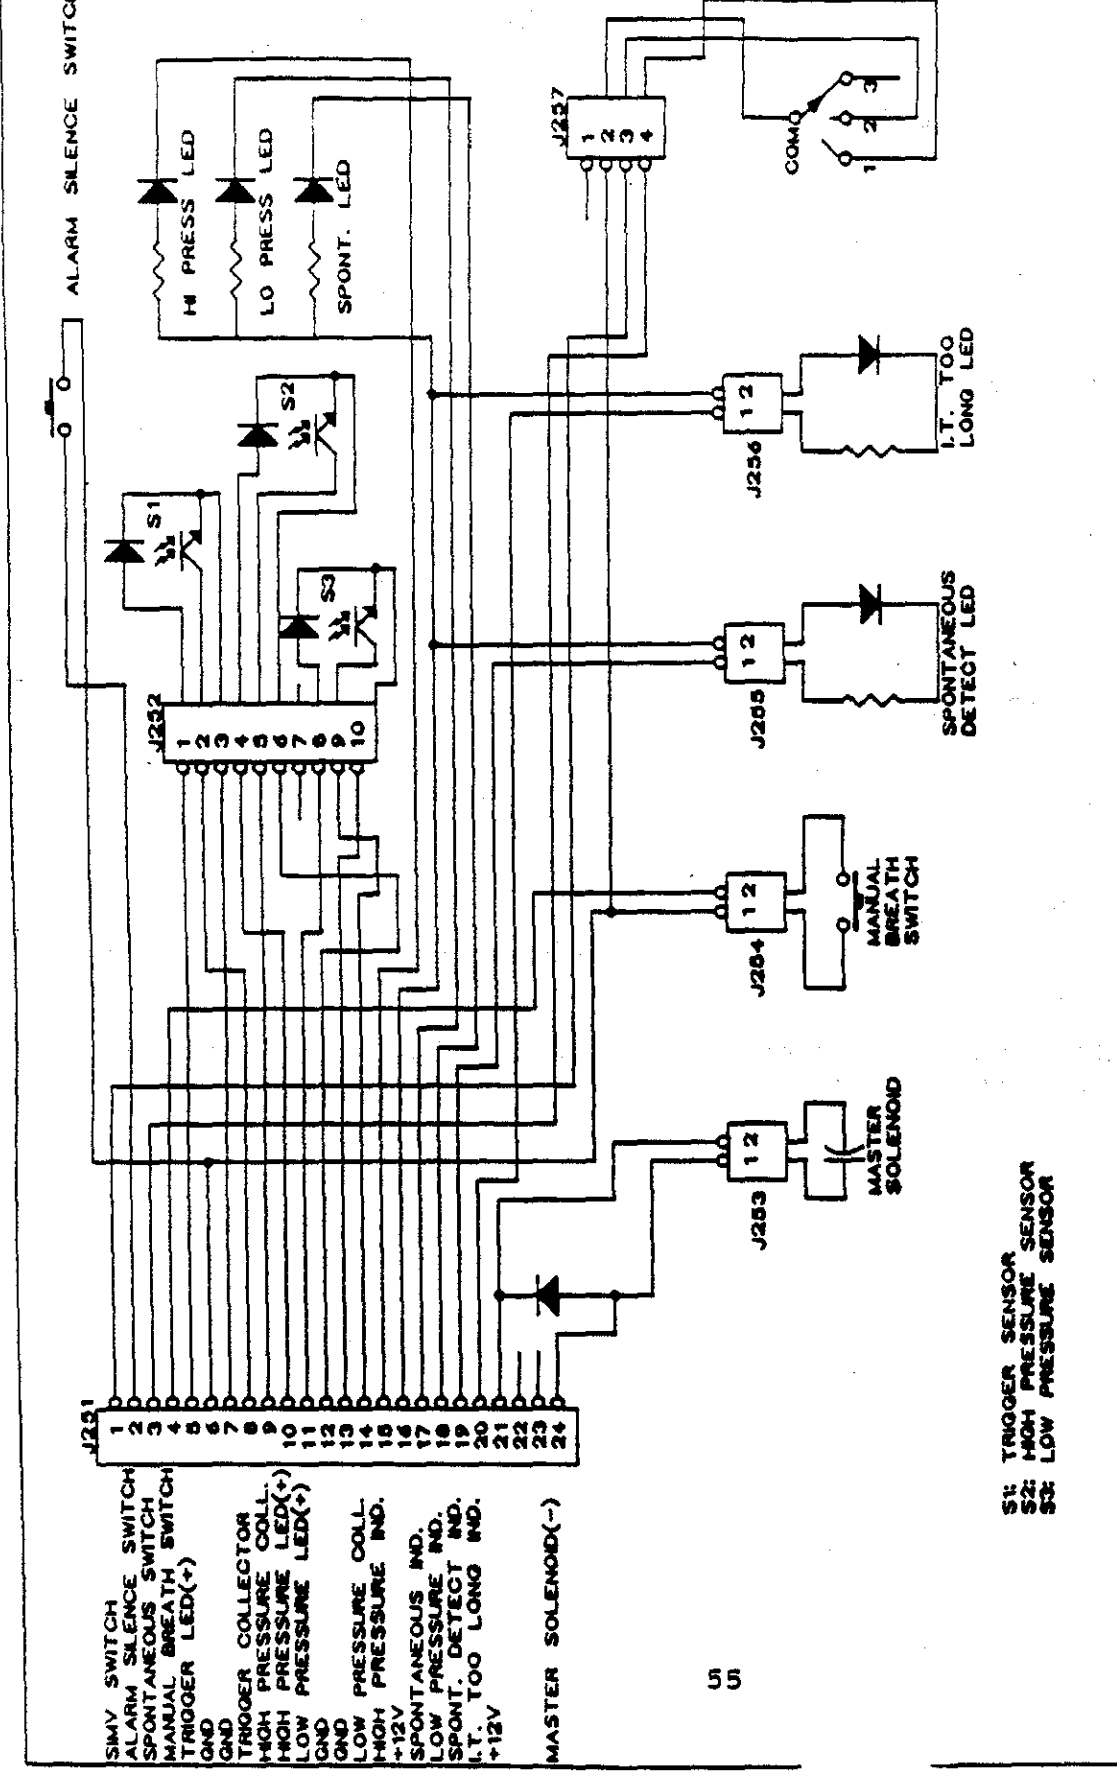 ALARM SILENCE SWITC
HI PRESS LED
LO PRESS LED
SPONT. LED
S1
S2
S3
J252
1
2
3
4
5
6
7
8
9
10
J257
1
2
3
4
COM
1
2
3
J256
1 2
I.T. TOO
LONG LED
J255
1 2
SPONTANEOUS
DETECT LED
J254
1 2
MANUAL
BREATH
SWITCH
J253
1 2
MASTER
SOLENOID
J251
SIMV SWITCH 1
ALARM SILENCE SWITCH 2
SPONTANEOUS SWITCH 3
MANUAL BREATH SWITCH 4
TRIGGER LED(+) 5
GND 6
GND 7
TRIGGER COLLECTOR 8
HIGH PRESSURE COLL. 9
HIGH PRESSURE LED(+) 10
LOW PRESSURE LED(+) 11
GND 12
GND 13
LOW PRESSURE COLL. 14
HIGH PRESSURE IND. 15
+12V 16
SPONTANEOUS IND. 17
LOW PRESSURE IND. 18
SPONT. DETECT IND. 19
I.T. TOO LONG IND. 20
+12V 21
22
23
MASTER SOLENOID(-) 24
S1: TRIGGER SENSOR
S2: HIGH PRESSURE SENSOR
S3: LOW PRESSURE SENSOR
55